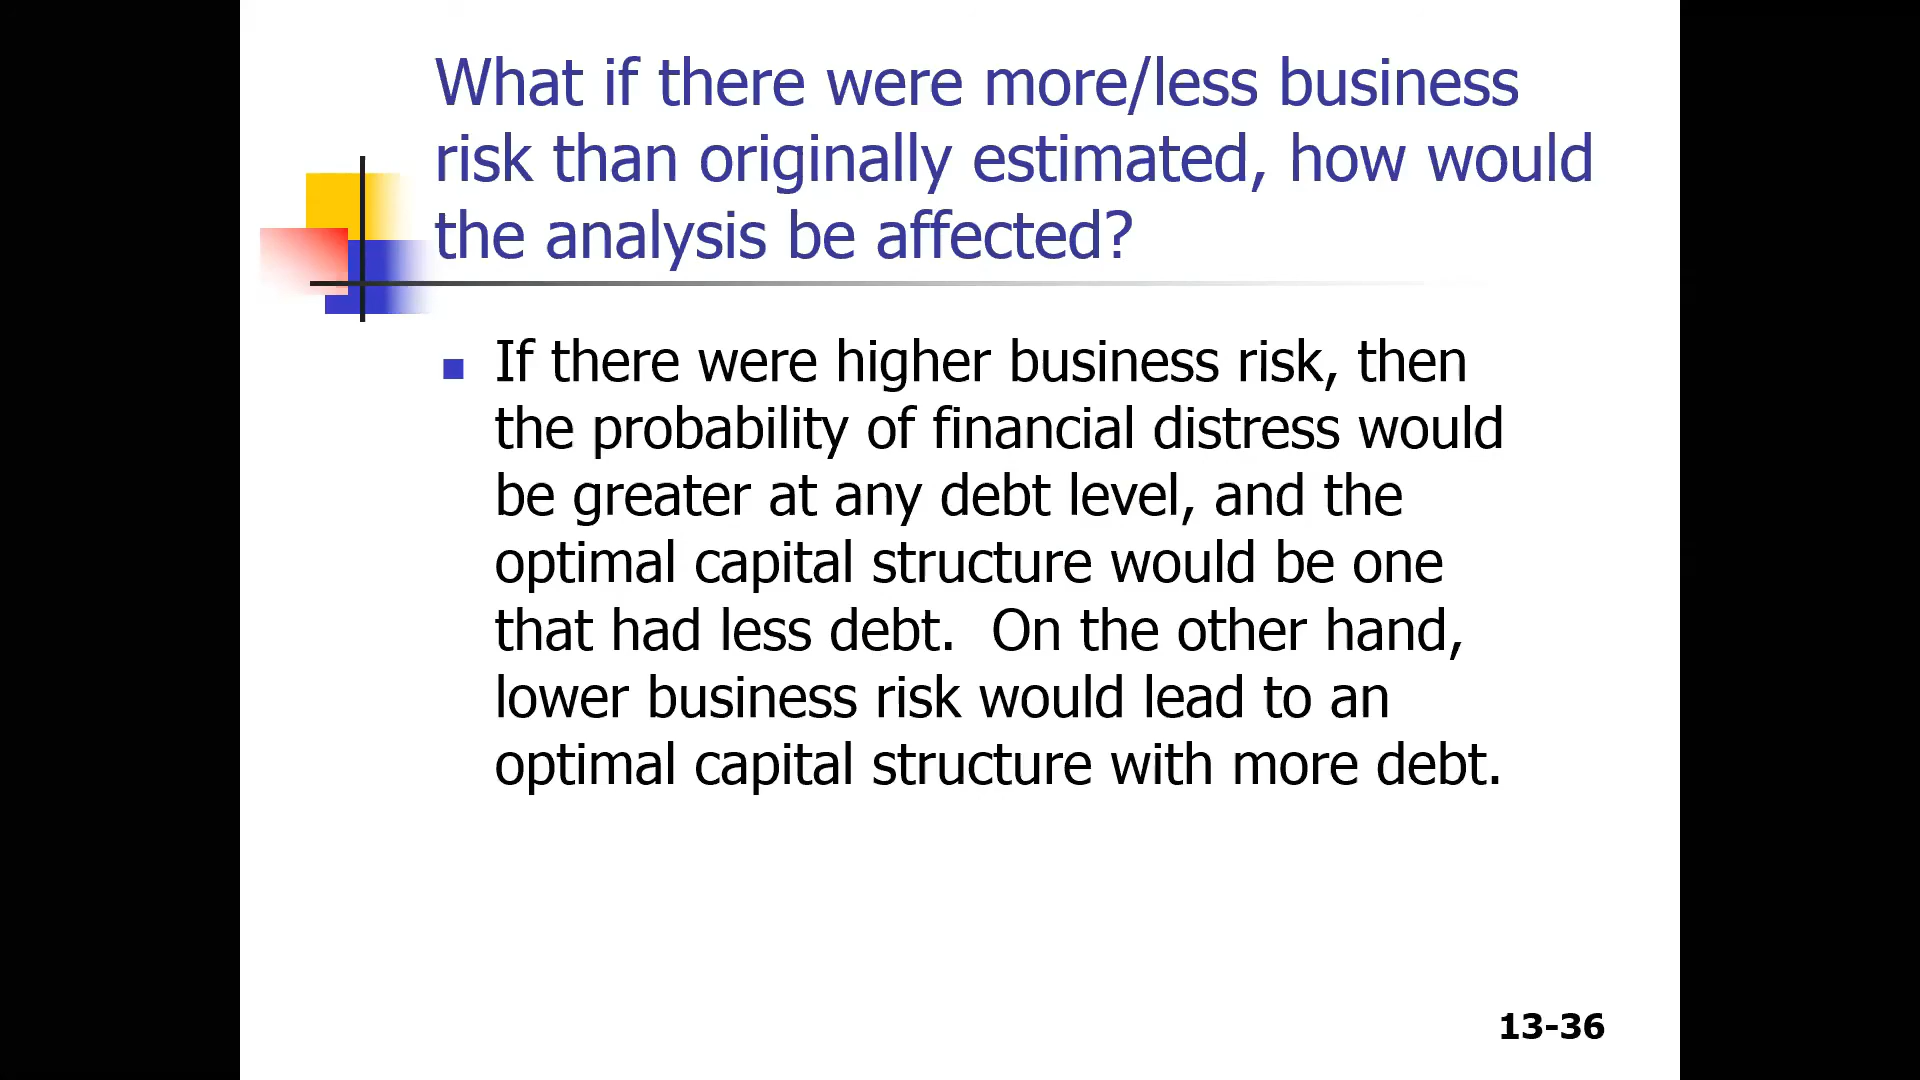 What if there were more/less business
risk than originally estimated, how would
the analysis be affected?
If there were higher business risk, then
the probability of financial distress would
be greater at any debt level, and the
optimal capital structure would be one
that had less debt.  On the other hand,
lower business risk would lead to an
optimal capital structure with more debt.
13-36